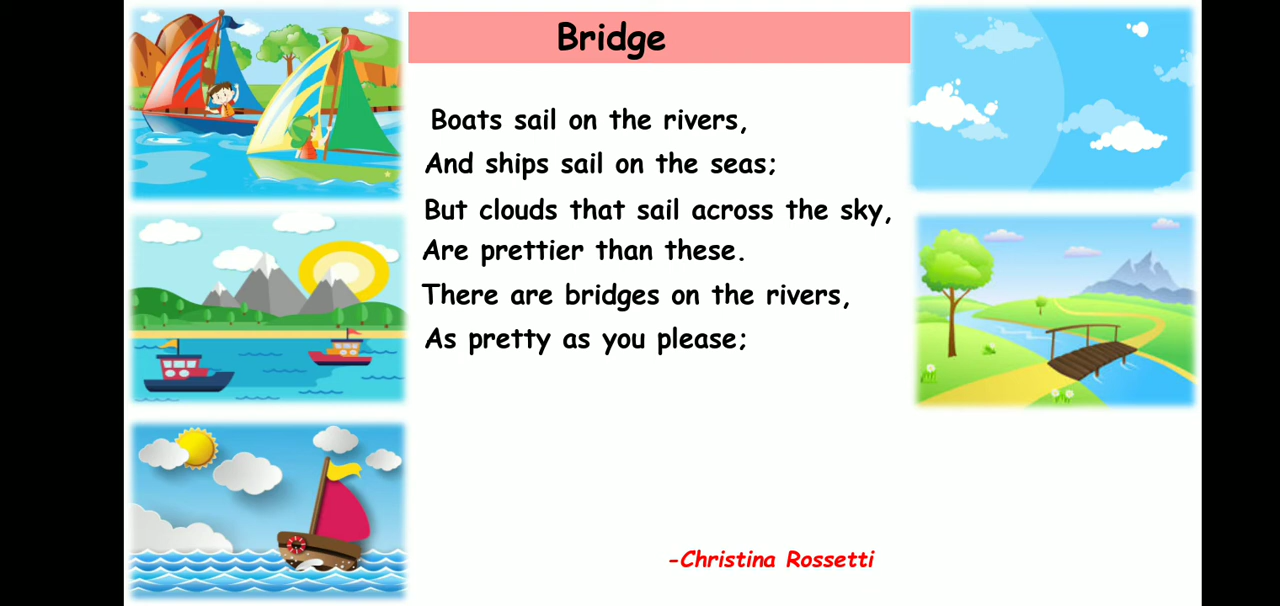 Bridge
Boats sail on the rivers,
And ships sail on the seas;
But clouds that sail across the sky,
Are prettier than these.
There are bridges on the rivers,
As pretty as you please;
-Christina Rossetti